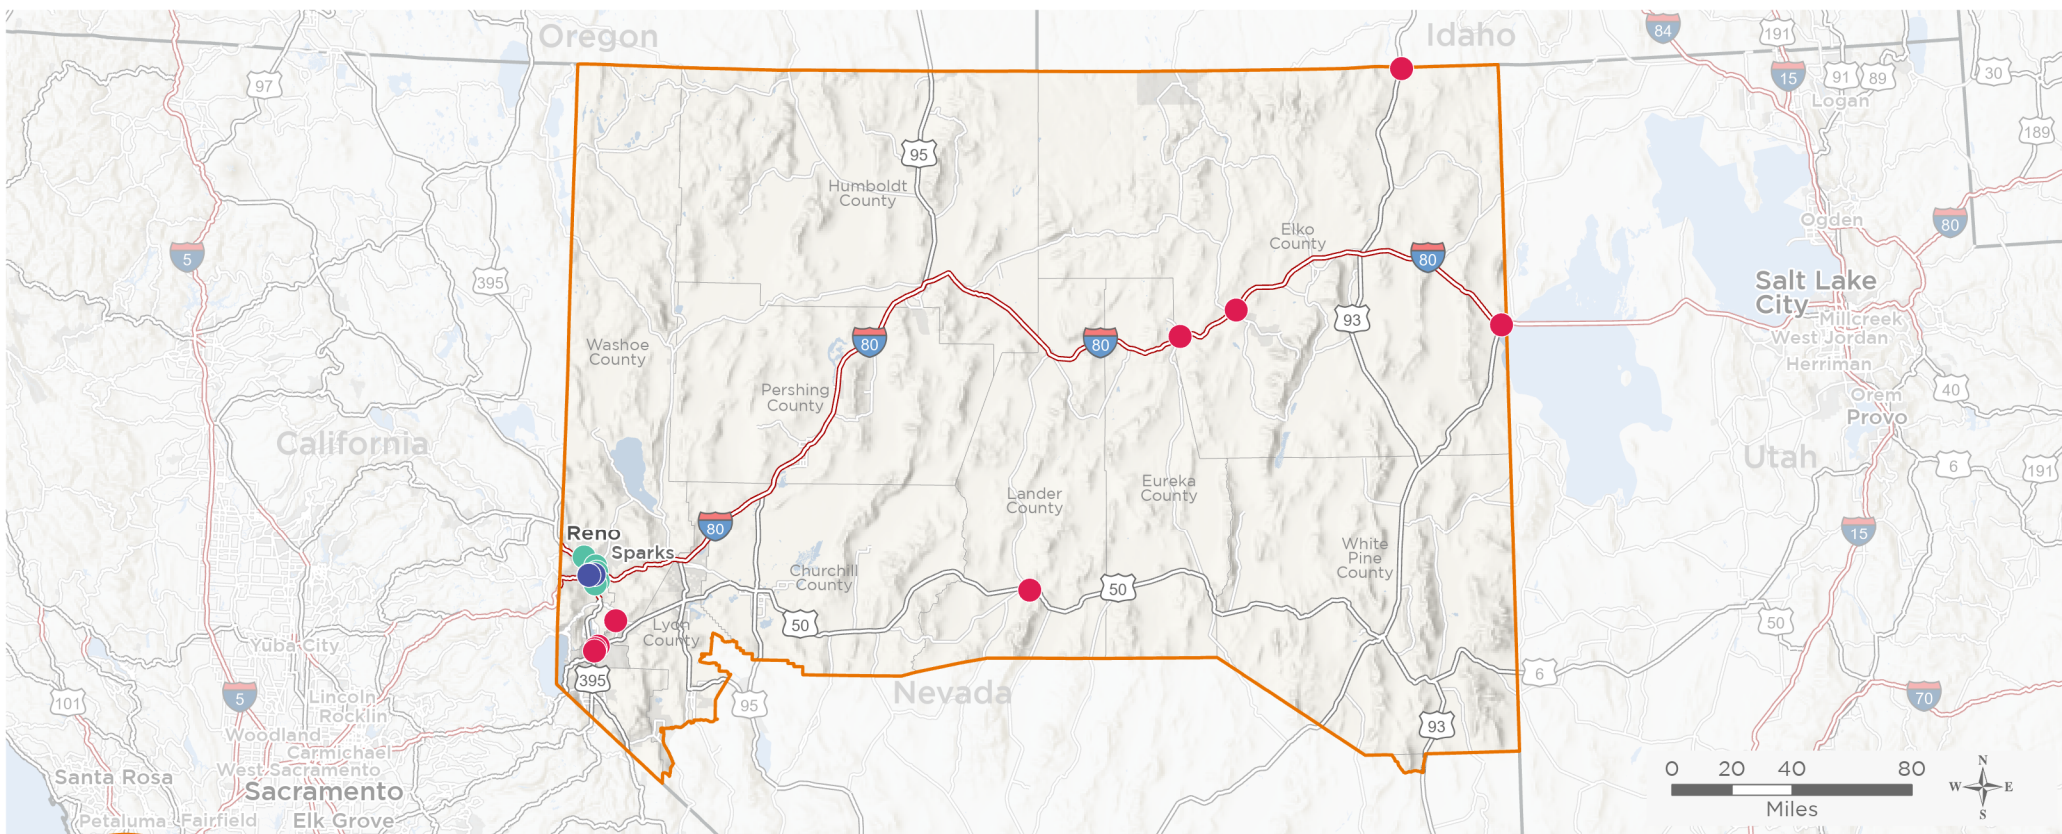 Oregon
Idaho
84
191
97
95
15
91
89
30
Logan
189
Humboldt
County
Ogden
80
5
395
Elko
County
80
Salt Lake
City
93
Millcreek
West Jordan
Herriman
80
80
Washoe
County
Pershing
County
40
Orem
Provo
California
Utah
6
191
Lander
County
Eureka
County
Reno
Sparks
80
15
White
Pine
County
Churchill
County
50
50
50
Lyon
County
Yuba City
395
6
5
101
Lincoln
Rocklin
95
Nevada
70
93
Woodland
Carmichael
West Sacramento
Santa Rosa
Sacramento
Petaluma
Fairfield
Elk Grove
0 20 40 80
Miles
N
W E
S